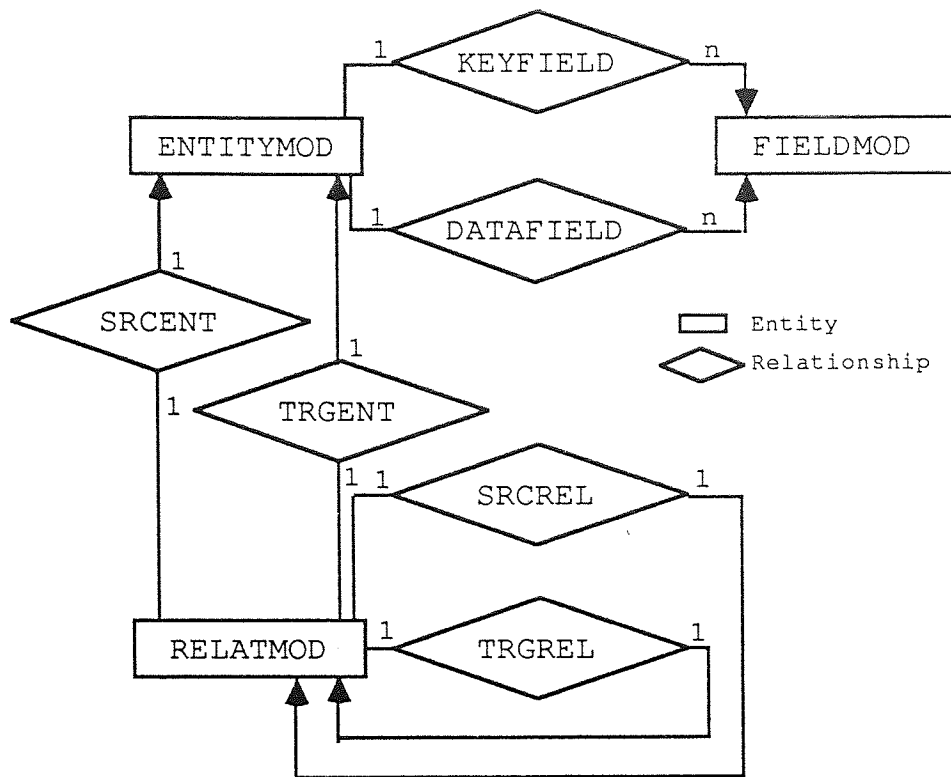 1
KEYFIELD
n
ENTITYMOD
FIELDMOD
1
DATAFIELD
n
1
SRCENT
1
Entity
Relationship
1
TRGENT
1
1
SRCREL
1
RELATMOD
1
TRGREL
1